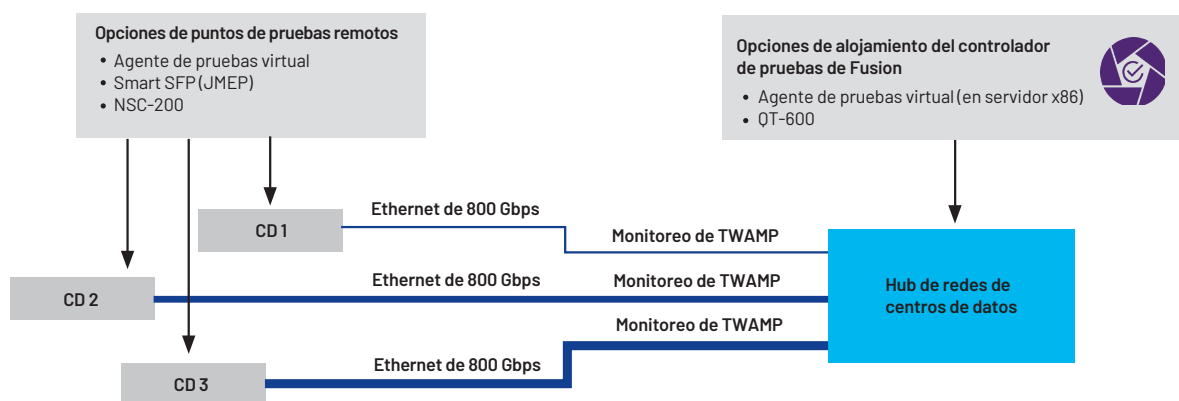 Opciones de puntos de pruebas remotos
• Agente de pruebas virtual
• Smart SFP (JMEP)
• NSC-200
Opciones de alojamiento del controlador
de pruebas de Fusion
• Agente de pruebas virtual (en servidor x86)
• QT-600
CD 1
Ethernet de 800 Gbps
Monitoreo de TWAMP
CD 2
Ethernet de 800 Gbps
Monitoreo de TWAMP
Hub de redes de
centros de datos
Monitoreo de TWAMP
CD 3
Ethernet de 800 Gbps